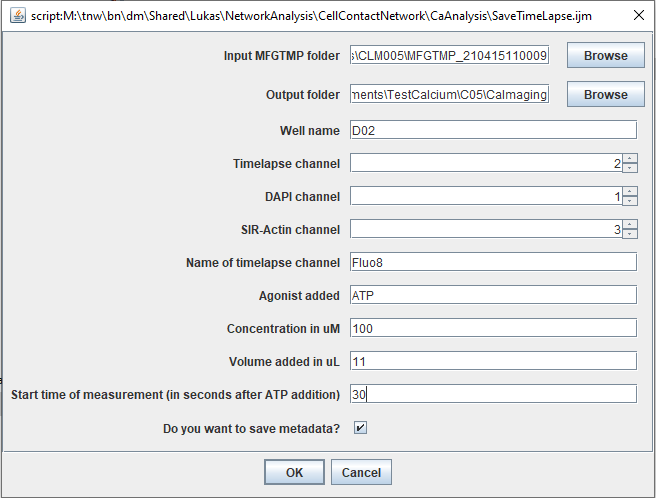 script:M:\tnw\bn\dm\Shared\Lukas\NetworkAnalysis\CellContactNetwork\CaAnalysis\SaveTimeLapse.ijm
Input MFGTMP folder \CLM005\MFGTMP_210415110009 Browse
Output folder ments\TestCalcium\C05\CaImaging Browse
Well name D02
Timelapse channel 2
DAPI channel 1
SIR-Actin channel 3
Name of timelapse channel Fluo8
Agonist added ATP
Concentration in uM 100
Volume added in uL 11
Start time of measurement (in seconds after ATP addition) 30
Do you want to save metadata?
OK Cancel